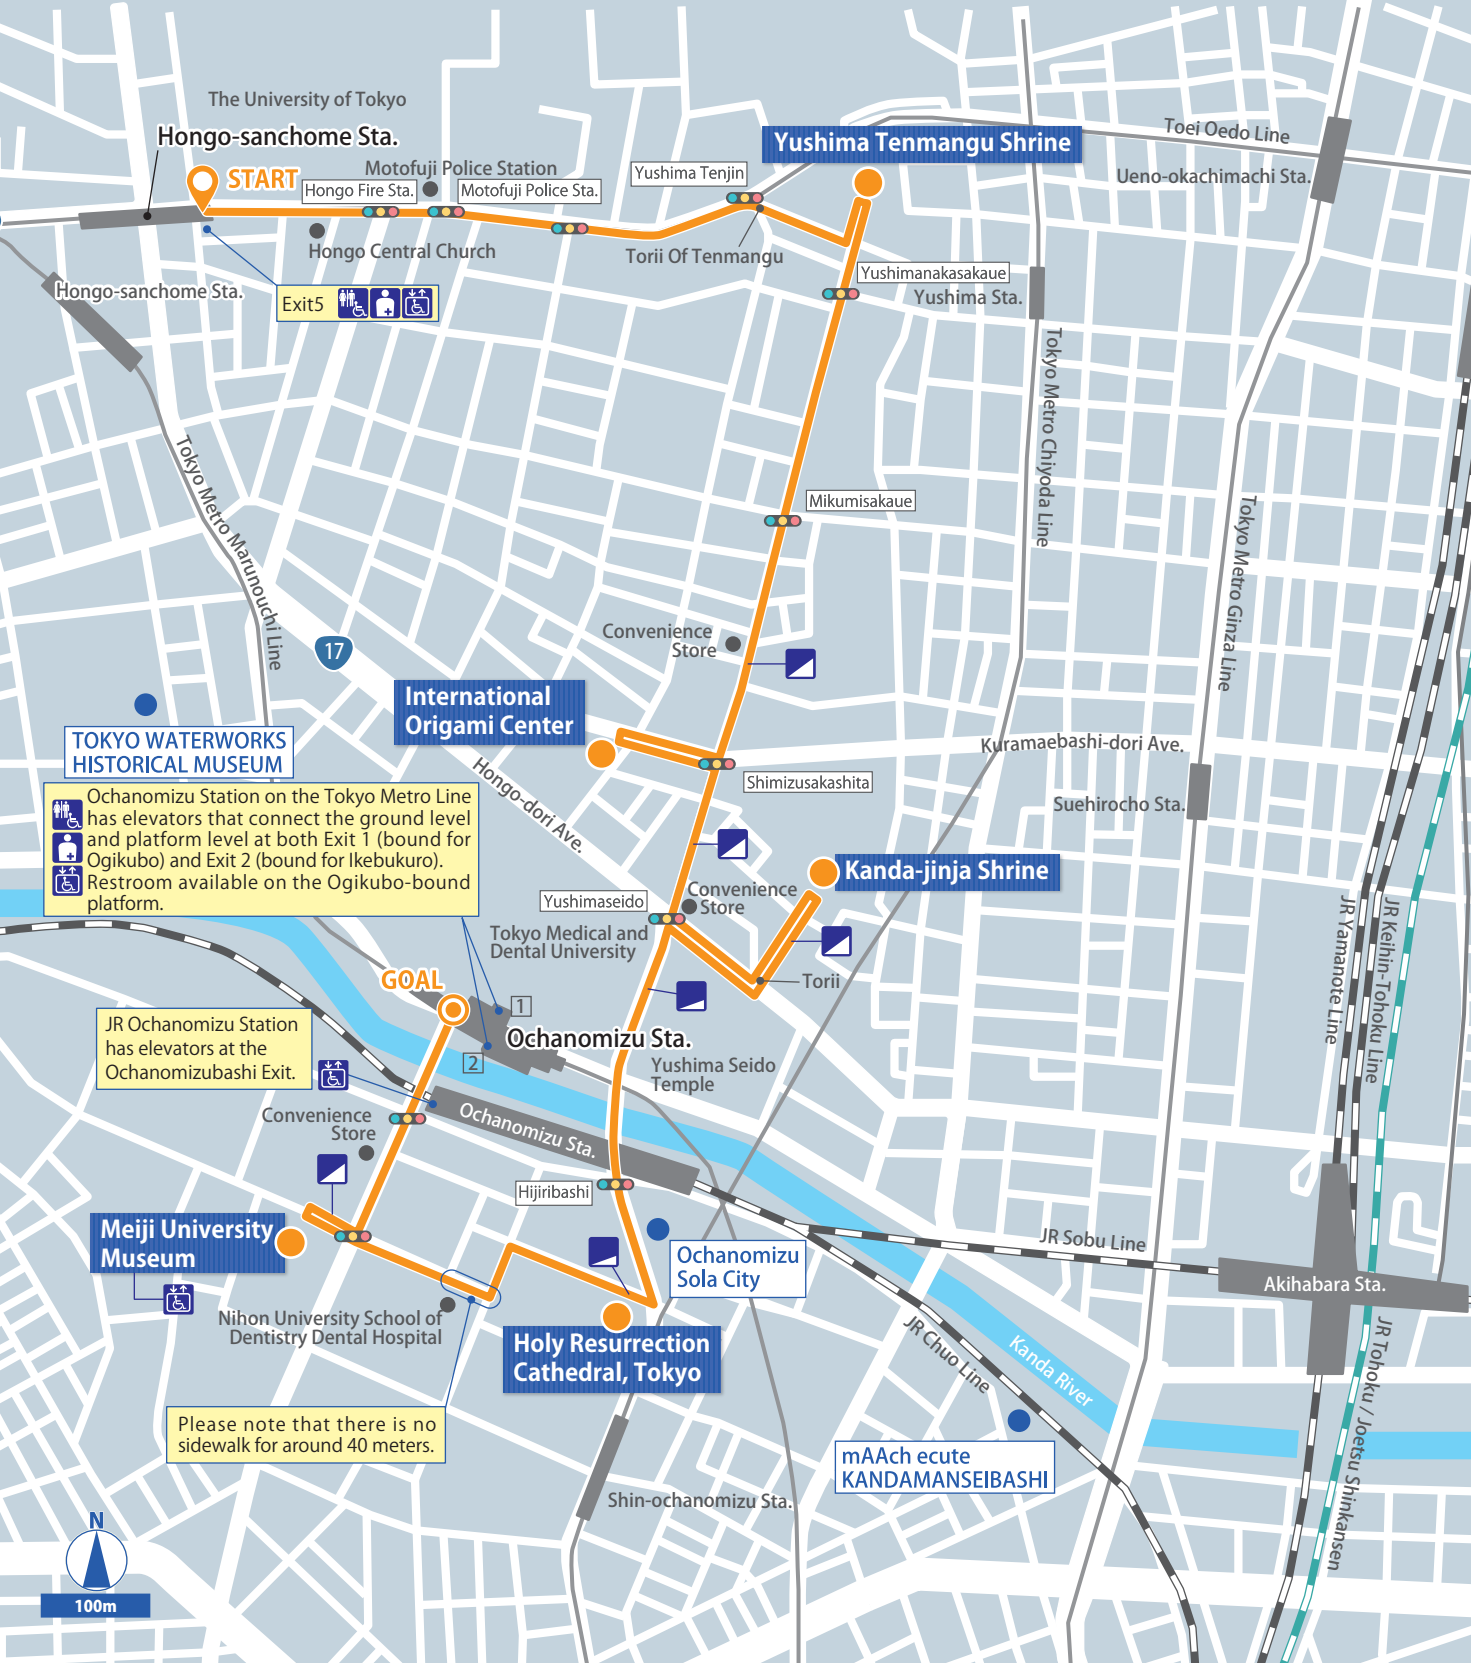 The University of Tokyo
Hongo-sanchome Sta.
START
Motofuji Police Station
Hongo Fire Sta.
Motofuji Police Sta.
Yushima Tenjin
Yushima Tenmangu Shrine
Toei Oedo Line
Ueno-okachimachi Sta.
Hongo Central Church
Torii Of Tenmangu
Hongo-sanchome Sta.
Exit5
Yushimanakasakaue
Yushima Sta.
Tokyo Metro Chiyoda Line
Tokyo Metro Marunouchi Line
Mikumisakaue
Tokyo Metro Ginza Line
17
Convenience
Store
International
Origami Center
TOKYO WATERWORKS
HISTORICAL MUSEUM
Kuramaebashi-dori Ave.
Shimizusakashita
Hongo-dori Ave.
Suehirocho Sta.
Ochanomizu Station on the Tokyo Metro Line
has elevators that connect the ground level
and platform level at both Exit 1 (bound for
Ogikubo) and Exit 2 (bound for Ikebukuro).
Restroom available on the Ogikubo-bound
platform.
Kanda-jinja Shrine
Convenience
Store
Yushimaseido
Tokyo Medical and
Dental University
Torii
JR Yamanote Line
JR Keihin-Tohoku Line
GOAL
1
Ochanomizu Sta.
2
JR Ochanomizu Station
has elevators at the
Ochanomizubashi Exit.
Yushima Seido
Temple
Ochanomizu Sta.
Convenience
Store
Hijiribashi
Meiji University
Museum
Ochanomizu
Sola City
JR Sobu Line
Akihabara Sta.
Nihon University School of
Dentistry Dental Hospital
Holy Resurrection
Cathedral, Tokyo
JR Chuo Line
Kanda River
JR Tohoku / Joetsu Shinkansen
Please note that there is no
sidewalk for around 40 meters.
mAAch ecute
KANDAMANSEIBASHI
Shin-ochanomizu Sta.
N
100m